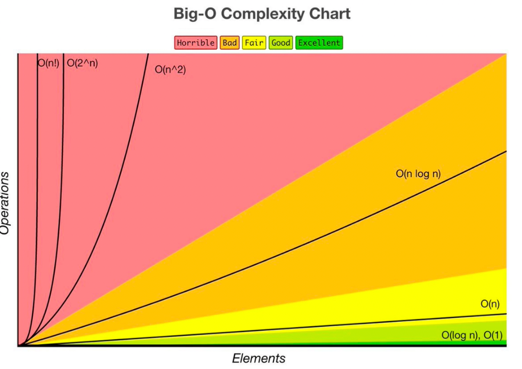 Big-O Complexity Chart
Horrible Bad Fair Good Excellent
O(n!) O(2^n) O(n^2)
O(n log n)
O(n)
O(log n), O(1)
Operations
Elements